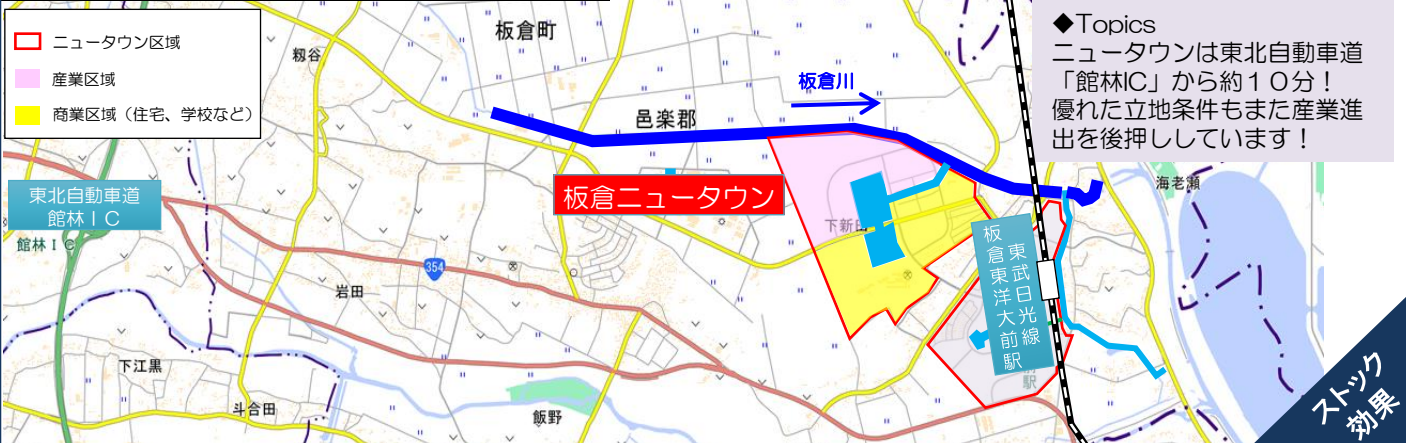 ニュータウン区域
産業区域
商業区域（住宅、学校など）
◆Topics
ニュータウンは東北自動車道
「館林IC」から約１０分！
優れた立地条件もまた産業進
出を後押ししています！
板倉町
籾谷
板倉川
邑楽郡
東北自動車道
館林ＩＣ
館林ＩＣ
板倉ニュータウン
海老瀬
下新田
東武日光線
板倉東洋大前駅
354
岩田
下江黒
斗合田
飯野
駅
ストック
効果